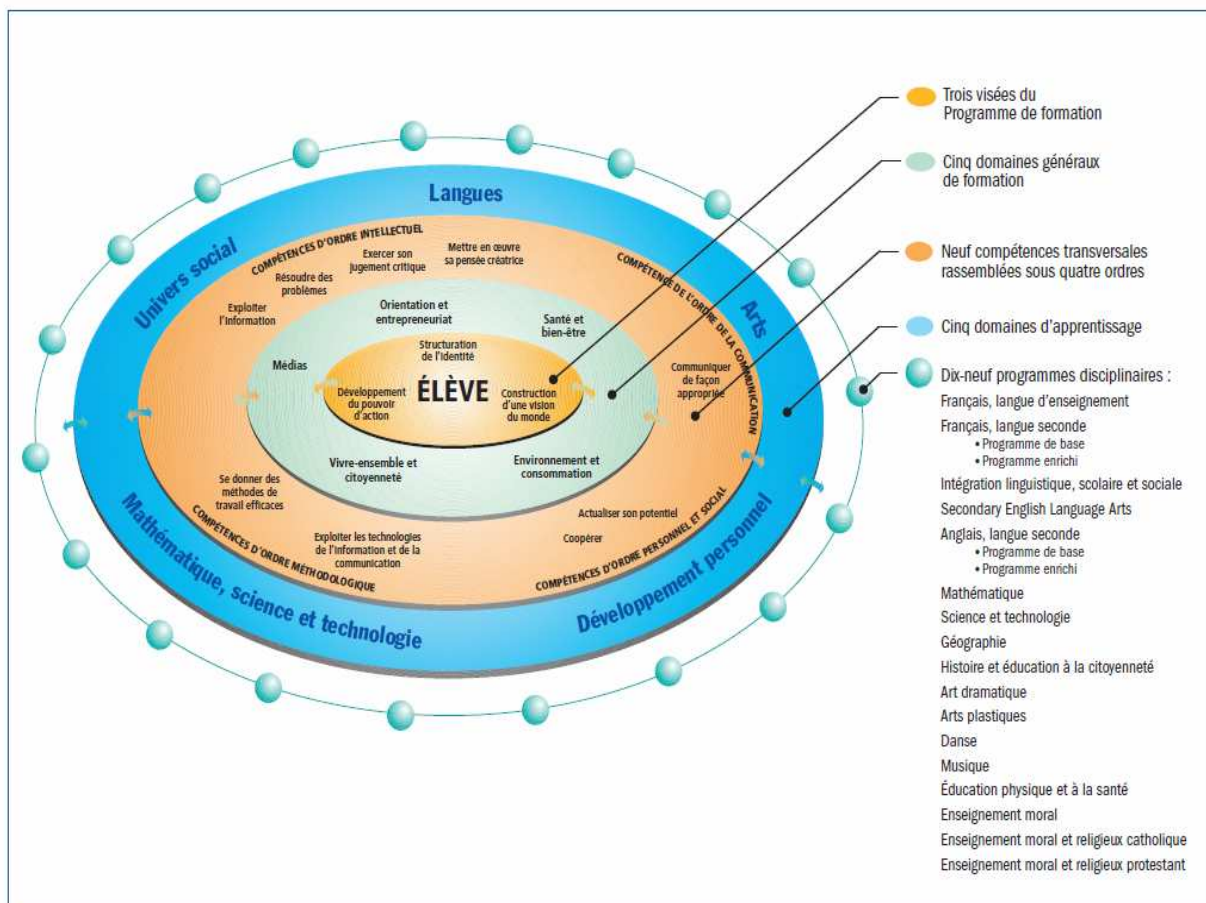 Langues
Univers social
Arts
Mathématique, science et technologie
Développement personnel
COMPÉTENCES D'ORDRE INTELLECTUEL
Exploiter
l'information
Résoudre des
problèmes
Exercer son
jugement critique
Mettre en œuvre
sa pensée créatrice
COMPÉTENCE DE L'ORDRE DE LA COMMUNICATION
Communiquer
de façon
appropriée
Orientation et
entrepreneuriat
Santé et
bien-être
Médias
Structuration
de l'identité
ÉLÈVE
Développement
du pouvoir
d'action
Construction
d'une vision
du monde
Vivre-ensemble et
citoyenneté
Environnement et
consommation
Se donner des
méthodes de
travail efficaces
Exploiter les technologies
de l'information et de la
communication
COMPÉTENCES D'ORDRE MÉTHODOLOGIQUE
Actualiser son potentiel
Coopérer
COMPÉTENCES D'ORDRE PERSONNEL ET SOCIAL
Trois visées du
Programme de formation
Cinq domaines généraux
de formation
Neuf compétences transversales
rassemblées sous quatre ordres
Cinq domaines d'apprentissage
Dix-neuf programmes disciplinaires :
Français, langue d'enseignement
Français, langue seconde
• Programme de base
• Programme enrichi
Intégration linguistique, scolaire et sociale
Secondary English Language Arts
Anglais, langue seconde
• Programme de base
• Programme enrichi
Mathématique
Science et technologie
Géographie
Histoire et éducation à la citoyenneté
Art dramatique
Arts plastiques
Danse
Musique
Éducation physique et à la santé
Enseignement moral
Enseignement moral et religieux catholique
Enseignement moral et religieux protestant